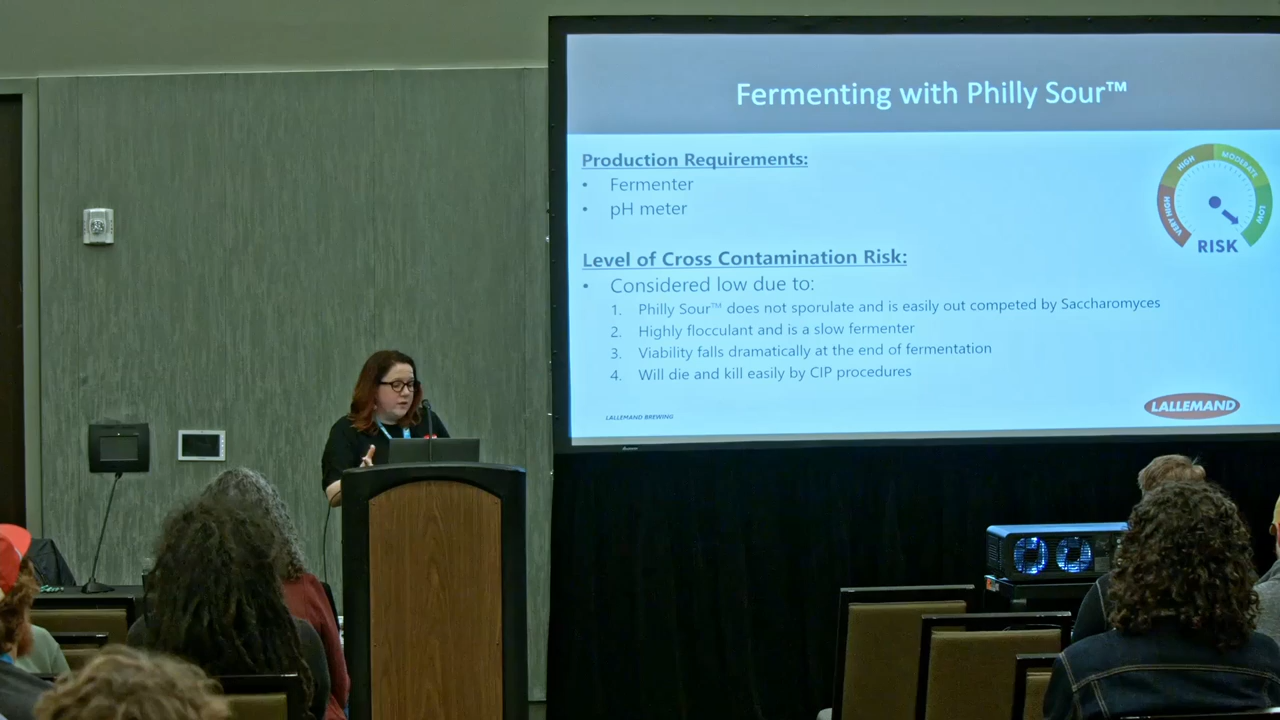 Fermenting with Philly Sour™
Production Requirements:
• Fermenter
• pH meter
VERY HIGH
HIGH
MODERATE
LOW
RISK
Level of Cross Contamination Risk:
• Considered low due to:
1. Philly Sour™ does not sporulate and is easily out competed by Saccharomyces
2. Highly flocculant and is a slow fermenter
3. Viability falls dramatically at the end of fermentation
4. Will die and kill easily by CIP procedures
LALLEMAND BREWING
LALLEMAND